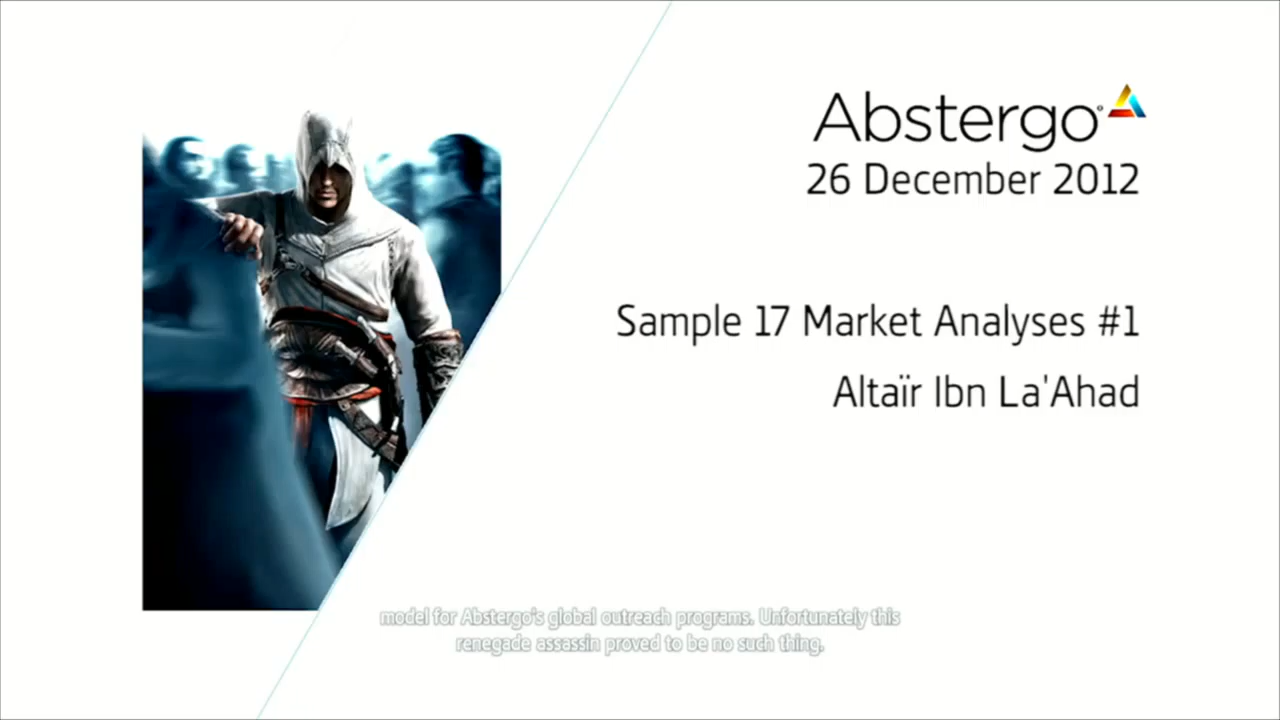 Abstergo
26 December 2012
Sample 17 Market Analyses #1
Altaïr Ibn La'Ahad
model for Abstergo's global outreach programs. Unfortunately this
renegade assassin proved to be no such thing.